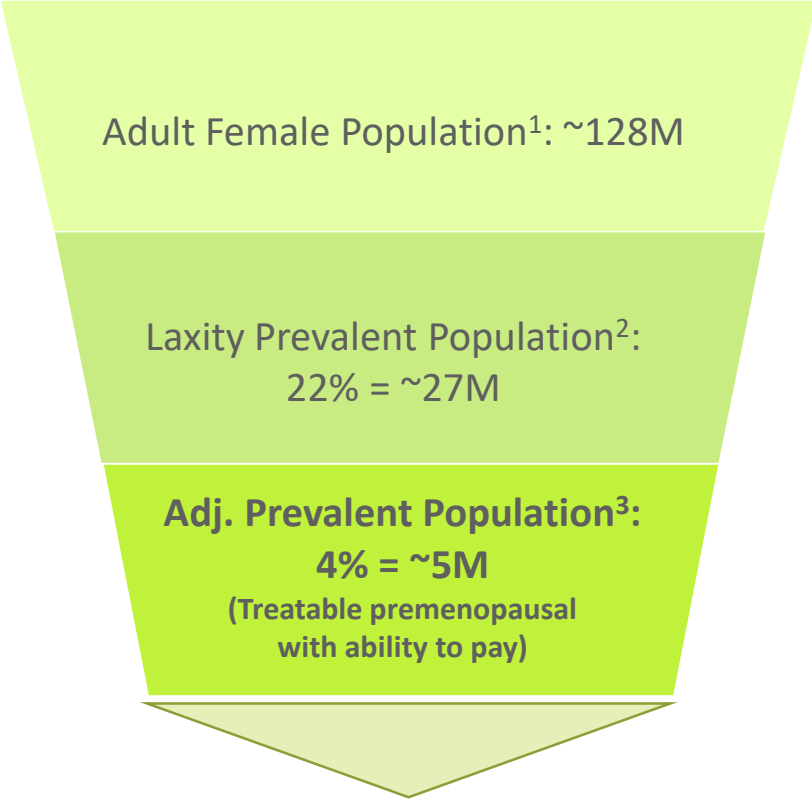 Adult Female Population¹: ~128M
Laxity Prevalent Population²:
22% = ~27M
Adj. Prevalent Population³:
4% = ~5M
(Treatable premenopausal
with ability to pay)